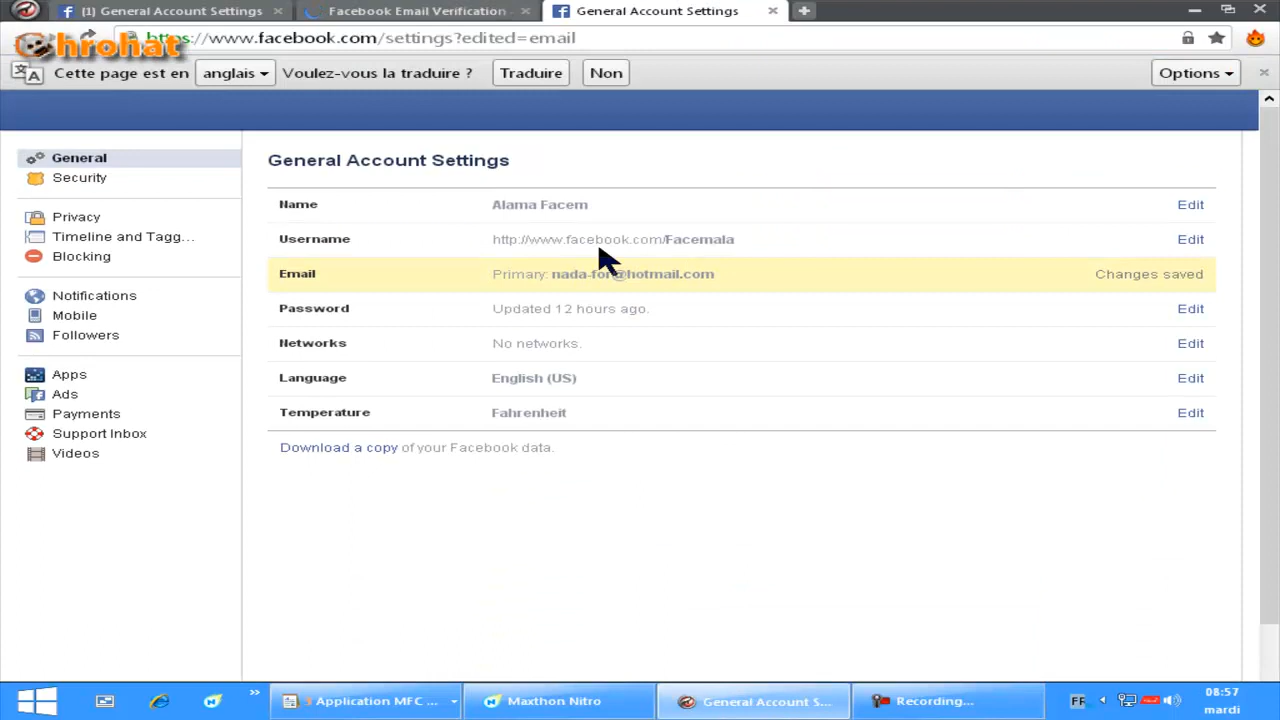 [1] General Account Settings
Facebook Email Verification
General Account Settings
hrohat
https://www.facebook.com/settings?edited=email
Cette page est en anglais Voulez-vous la traduire ? Traduire Non Options
General
Security
Privacy
Timeline and Tagg...
Blocking
Notifications
Mobile
Followers
Apps
Ads
Payments
Support Inbox
Videos
General Account Settings
Name Alama Facem Edit
Username http://www.facebook.com/Facemala Edit
Email Primary: Changes saved
Password Updated 12 hours ago. Edit
Networks No networks. Edit
Language English (US) Edit
Temperature Fahrenheit Edit
Download a copy of your Facebook data.
3 Application MFC ...
Maxthon Nitro
General Account S...
Recording...
FR
08:57
mardi